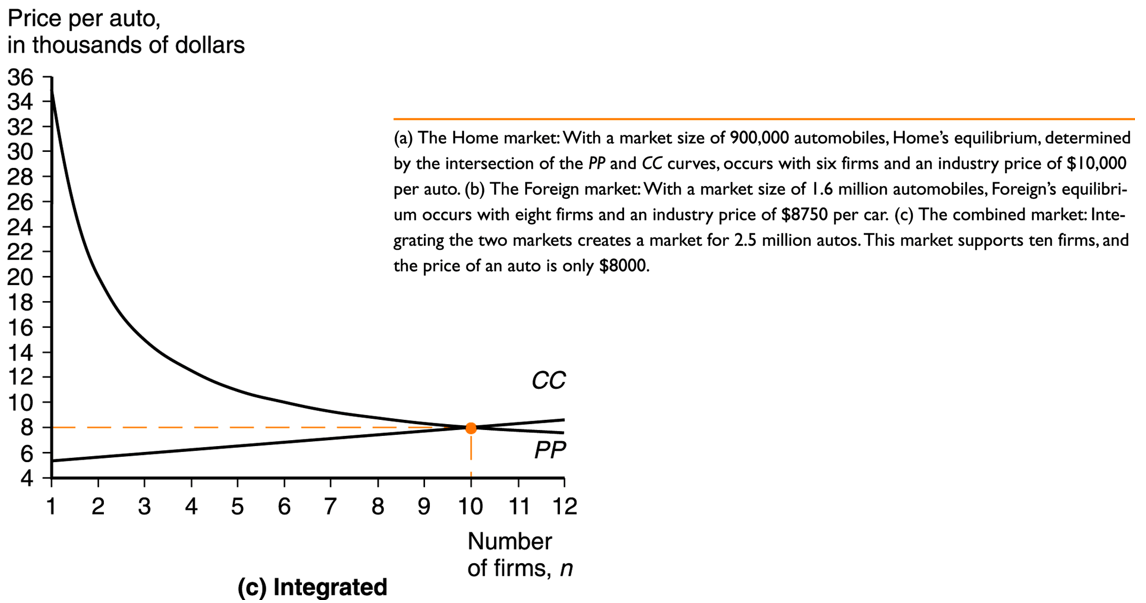 Price per auto,
in thousands of dollars
36
34
32
30
28
26
24
22
20
18
16
14
12
10
8
6
4
1 2 3 4 5 6 7 8 9 10 11 12
CC
PP
Number
of firms, n
(c) Integrated
(a) The Home market: With a market size of 900,000 automobiles, Home's equilibrium, determined
by the intersection of the PP and CC curves, occurs with six firms and an industry price of $10,000
per auto. (b) The Foreign market: With a market size of 1.6 million automobiles, Foreign's equilibri-
um occurs with eight firms and an industry price of $8750 per car. (c) The combined market: Inte-
grating the two markets creates a market for 2.5 million autos. This market supports ten firms, and
the price of an auto is only $8000.